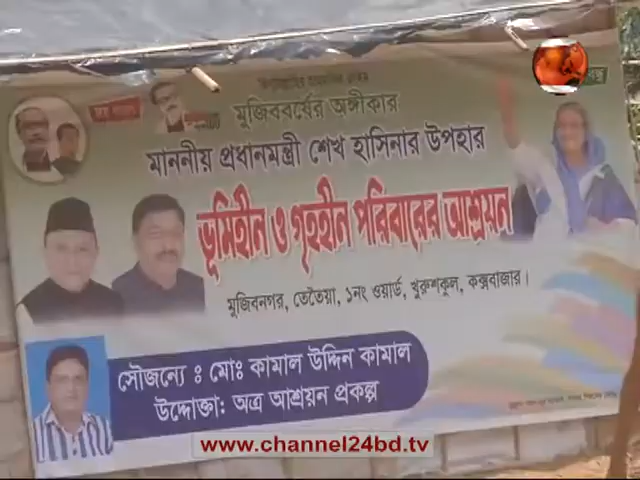 মুজিববর্ষের অঙ্গীকার
মাননীয় প্রধানমন্ত্রী শেখ হাসিনার উপহার
ভূমিহীন ও গৃহহীন পরিবারের আশ্রয়ন
মুজিবনগর, তেতৈয়া, ১নং ওয়ার্ড, খুরুশকুল, কক্সবাজার।
সৌজন্যে ঃ মোঃ কামাল উদ্দিন কামাল
উদ্দোক্তা: অত্র আশ্রয়ন প্রকল্প
www.channel24bd.tv